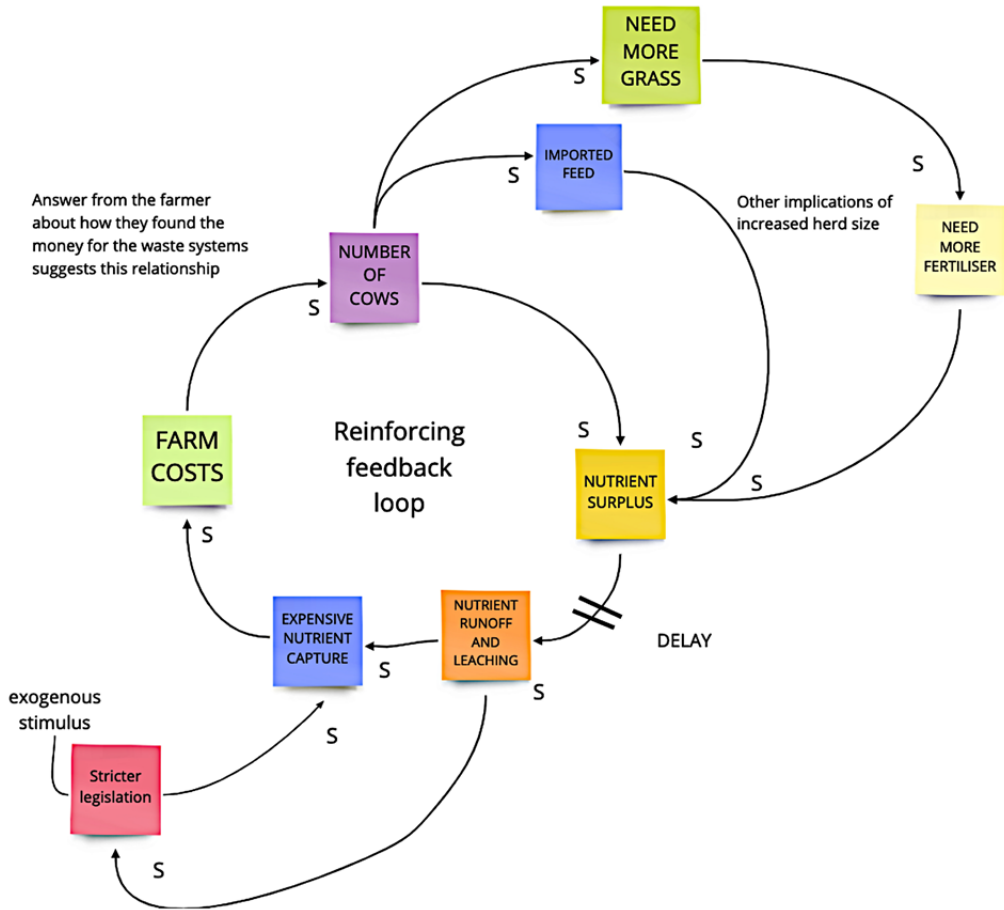 NEED
MORE
GRASS
S
IMPORTED
FEED
S
S
Answer from the farmer
about how they found the
money for the waste systems
suggests this relationship
Other implications of
increased herd size
NEED
MORE
FERTILISER
NUMBER
OF
COWS
S
FARM
COSTS
Reinforcing
feedback
loop
S
S
S
NUTRIENT
SURPLUS
S
EXPENSIVE
NUTRIENT
CAPTURE
NUTRIENT
RUNOFF
AND
LEACHING
DELAY
S
S
exogenous
stimulus
S
Stricter
legislation
S